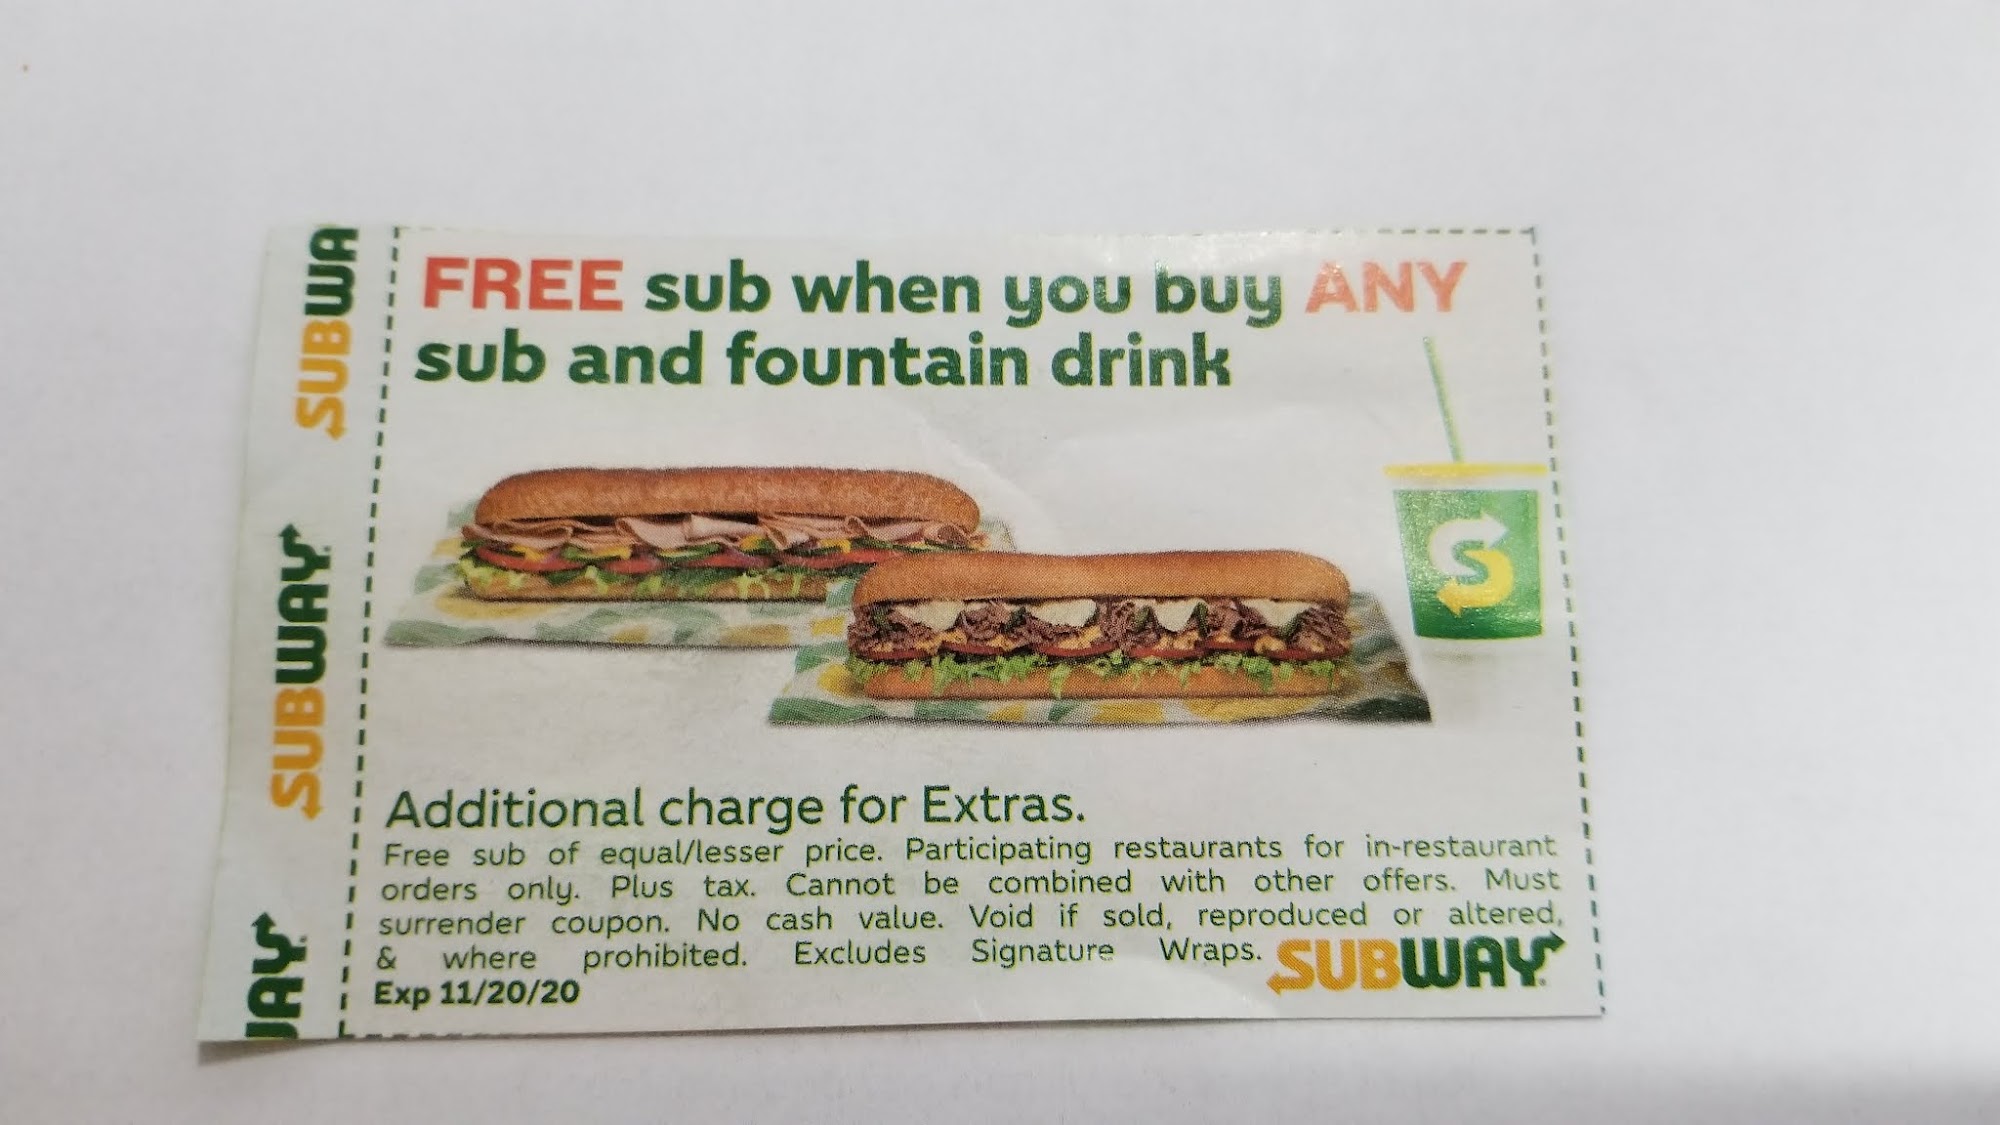 SUBWA
SUBWAY
WAY
FREE sub when you buy ANY
sub and fountain drink
S
Additional charge for Extras.
Free sub of equal/lesser price. Participating restaurants for in-restaurant
orders only. Plus tax. Cannot be combined with other offers. Must
surrender coupon. No cash value. Void if sold, reproduced or altered,
& where prohibited. Excludes Signature Wraps.
SUBWAY
Exp 11/20/20